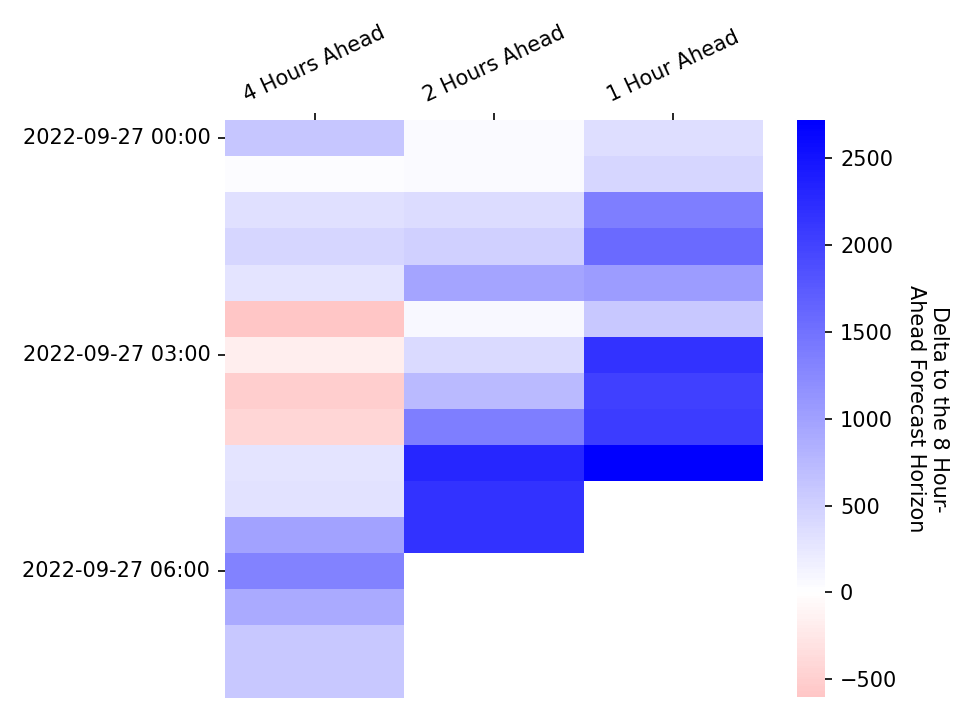 4 Hours Ahead
2 Hours Ahead
1 Hour Ahead
2022-09-27 00:00
2022-09-27 03:00
2022-09-27 06:00
2500
2000
1500
1000
500
0
−500
Delta to the 8 Hour-
Ahead Forecast Horizon